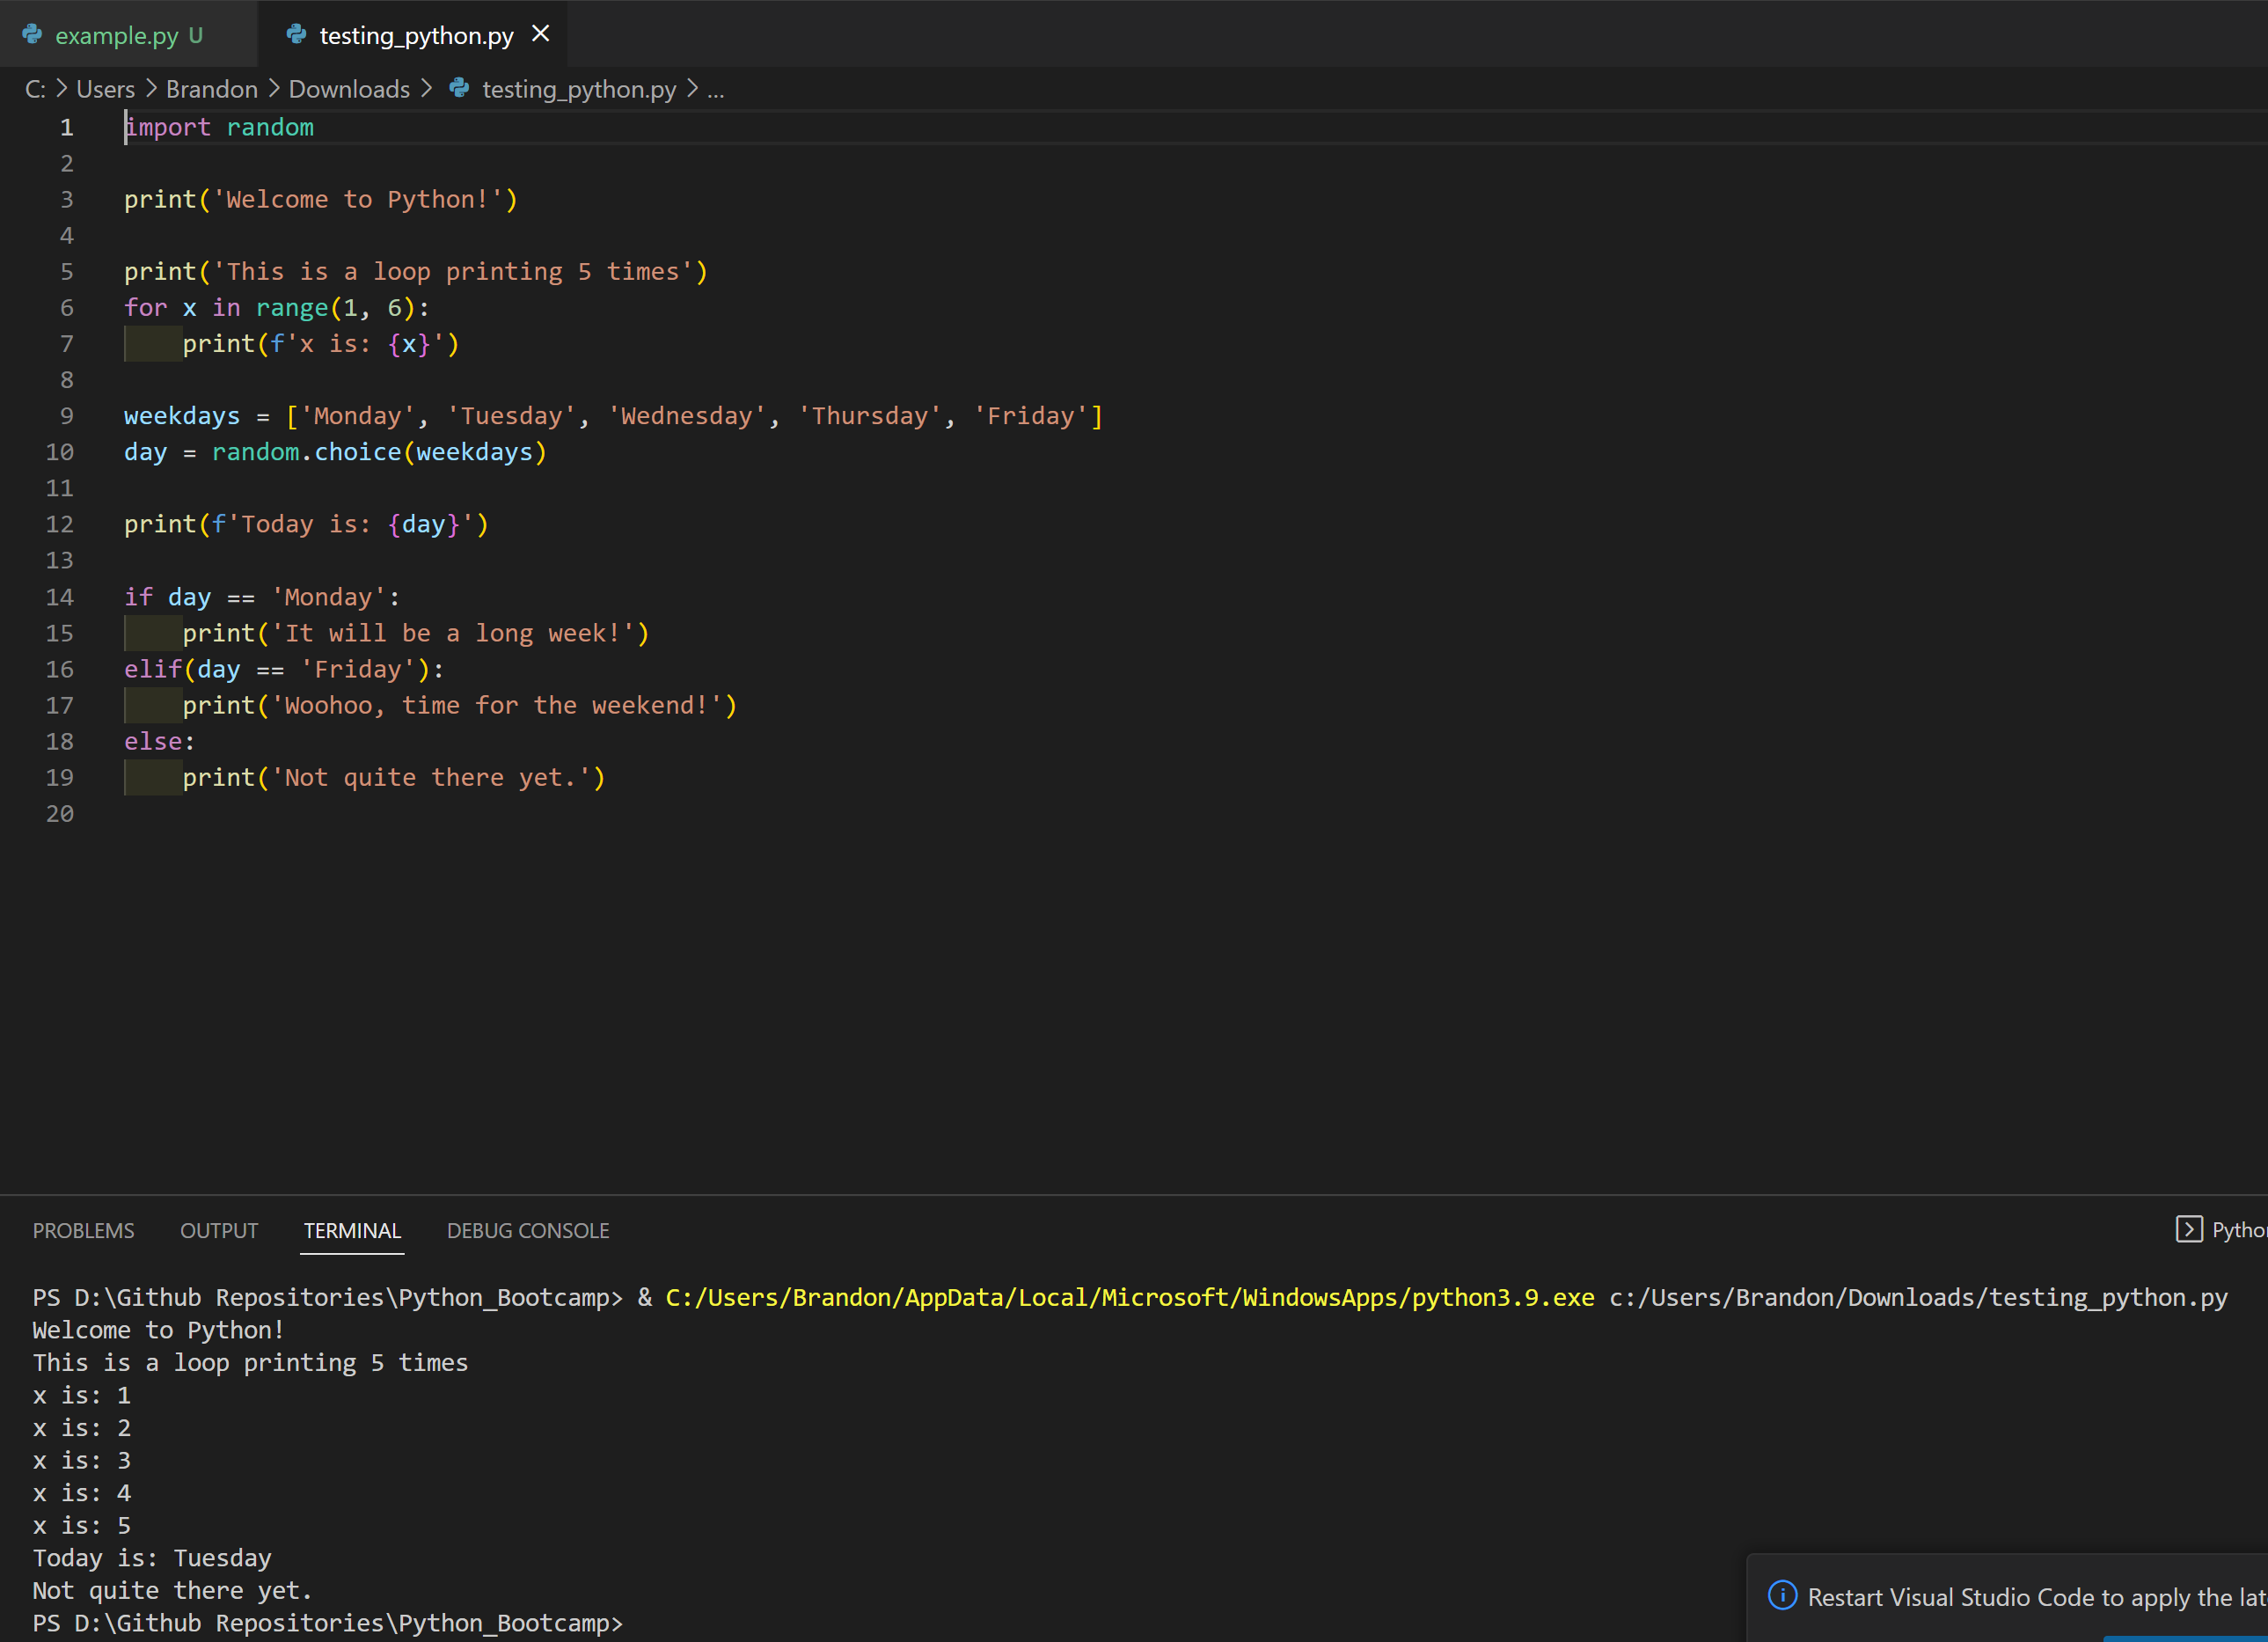 example.py U
testing_python.py
C: > Users > Brandon > Downloads > testing_python.py > ...
1 import random
2
3 print('Welcome to Python!')
4
5 print('This is a loop printing 5 times')
6 for x in range(1, 6):
7     print(f'x is: {x}')
8
9 weekdays = ['Monday', 'Tuesday', 'Wednesday', 'Thursday', 'Friday']
10 day = random.choice(weekdays)
11
12 print(f'Today is: {day}')
13
14 if day == 'Monday':
15     print('It will be a long week!')
16 elif(day == 'Friday'):
17     print('Woohoo, time for the weekend!')
18 else:
19     print('Not quite there yet.')
20
PROBLEMS OUTPUT TERMINAL DEBUG CONSOLE
PS D:\Github Repositories\Python_Bootcamp> & C:/Users/Brandon/AppData/Local/Microsoft/WindowsApps/python3.9.exe c:/Users/Brandon/Downloads/testing_python.py
Welcome to Python!
This is a loop printing 5 times
x is: 1
x is: 2
x is: 3
x is: 4
x is: 5
Today is: Tuesday
Not quite there yet.
PS D:\Github Repositories\Python_Bootcamp>
Restart Visual Studio Code to apply the